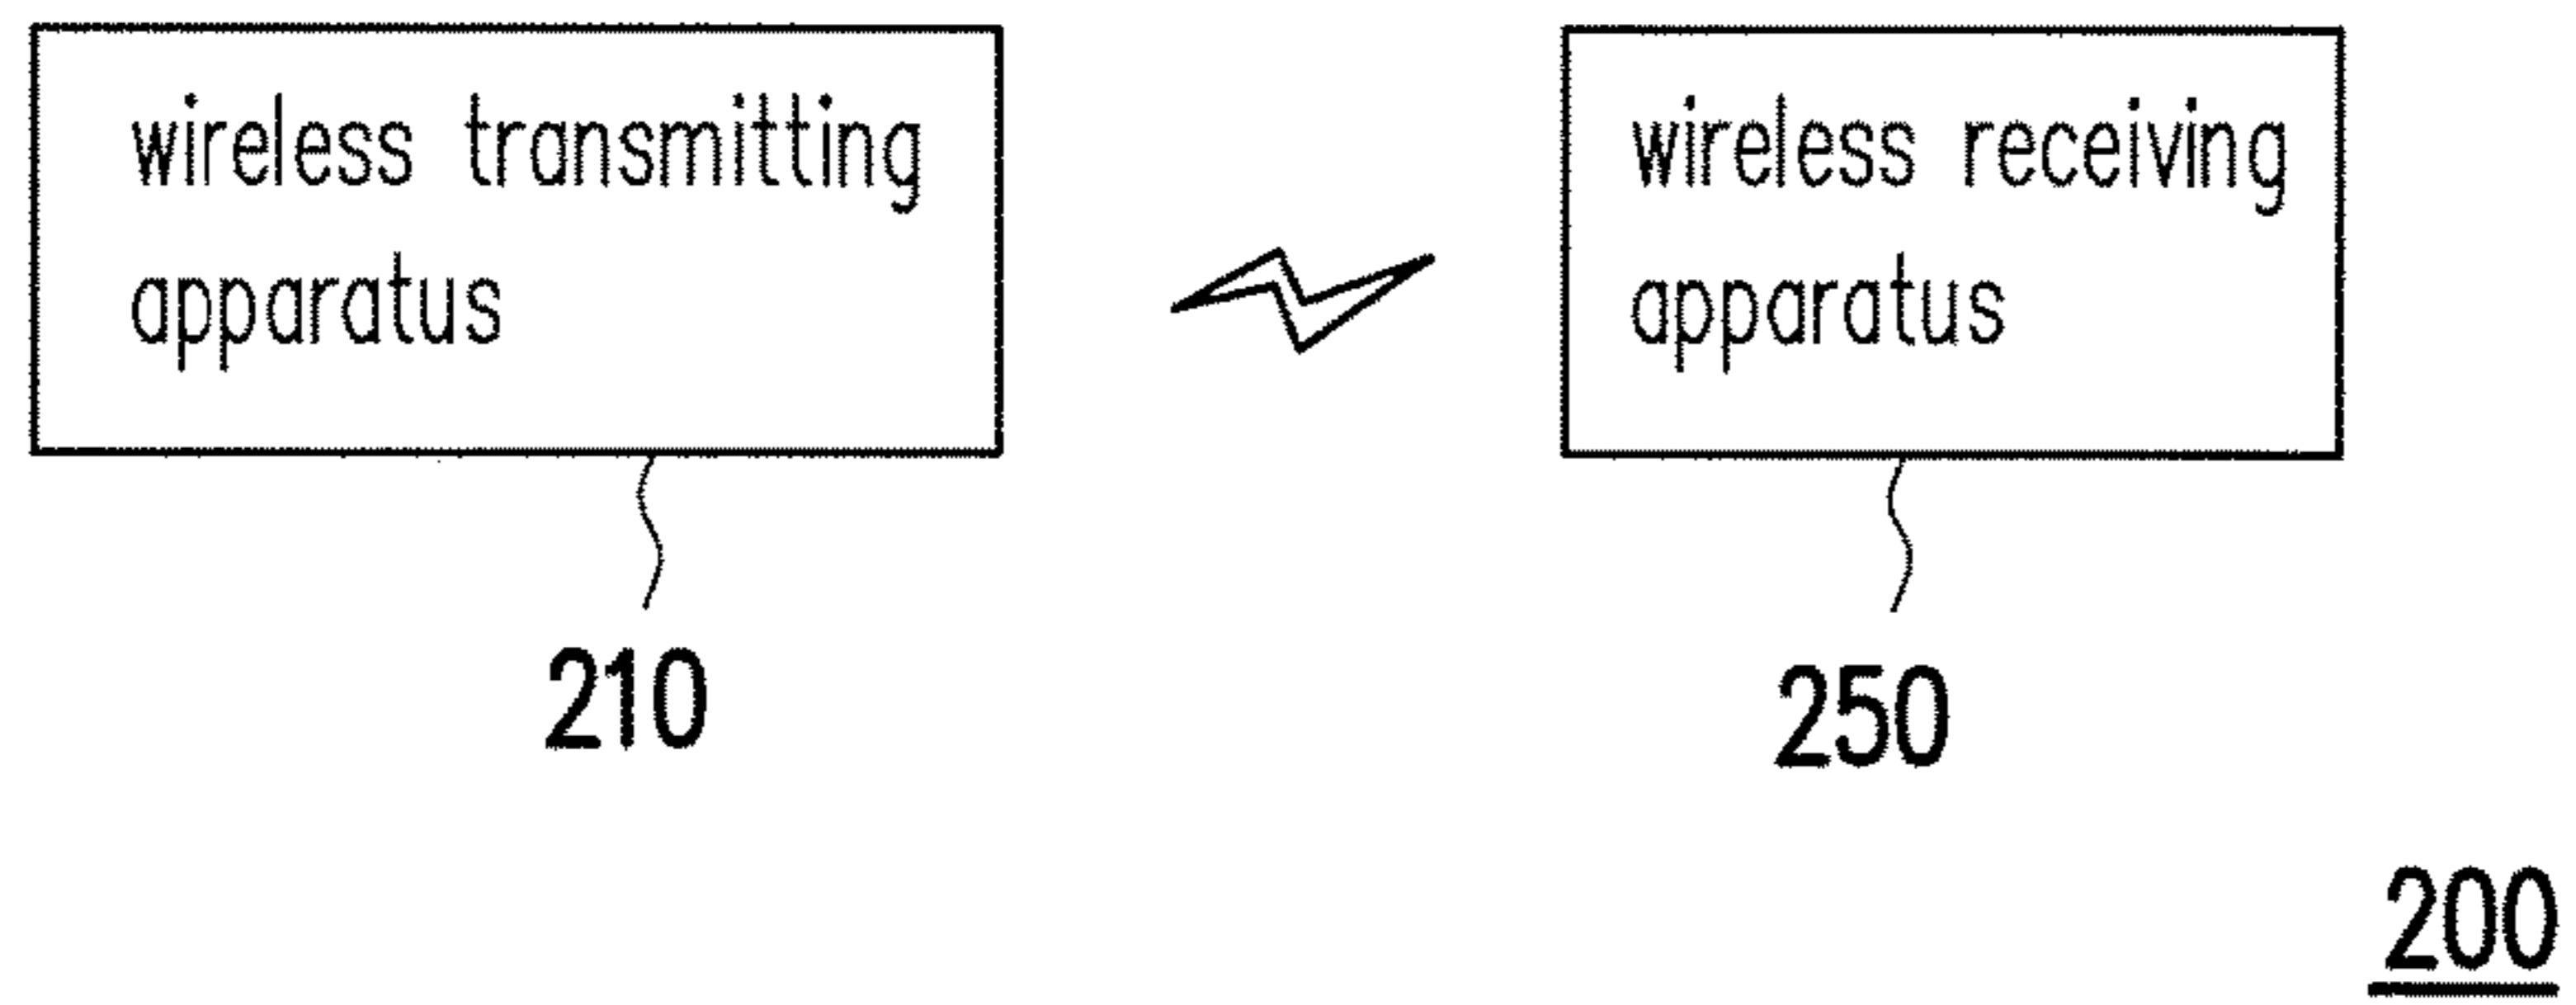 wireless transmitting
apparatus
wireless receiving
apparatus
210
250
200